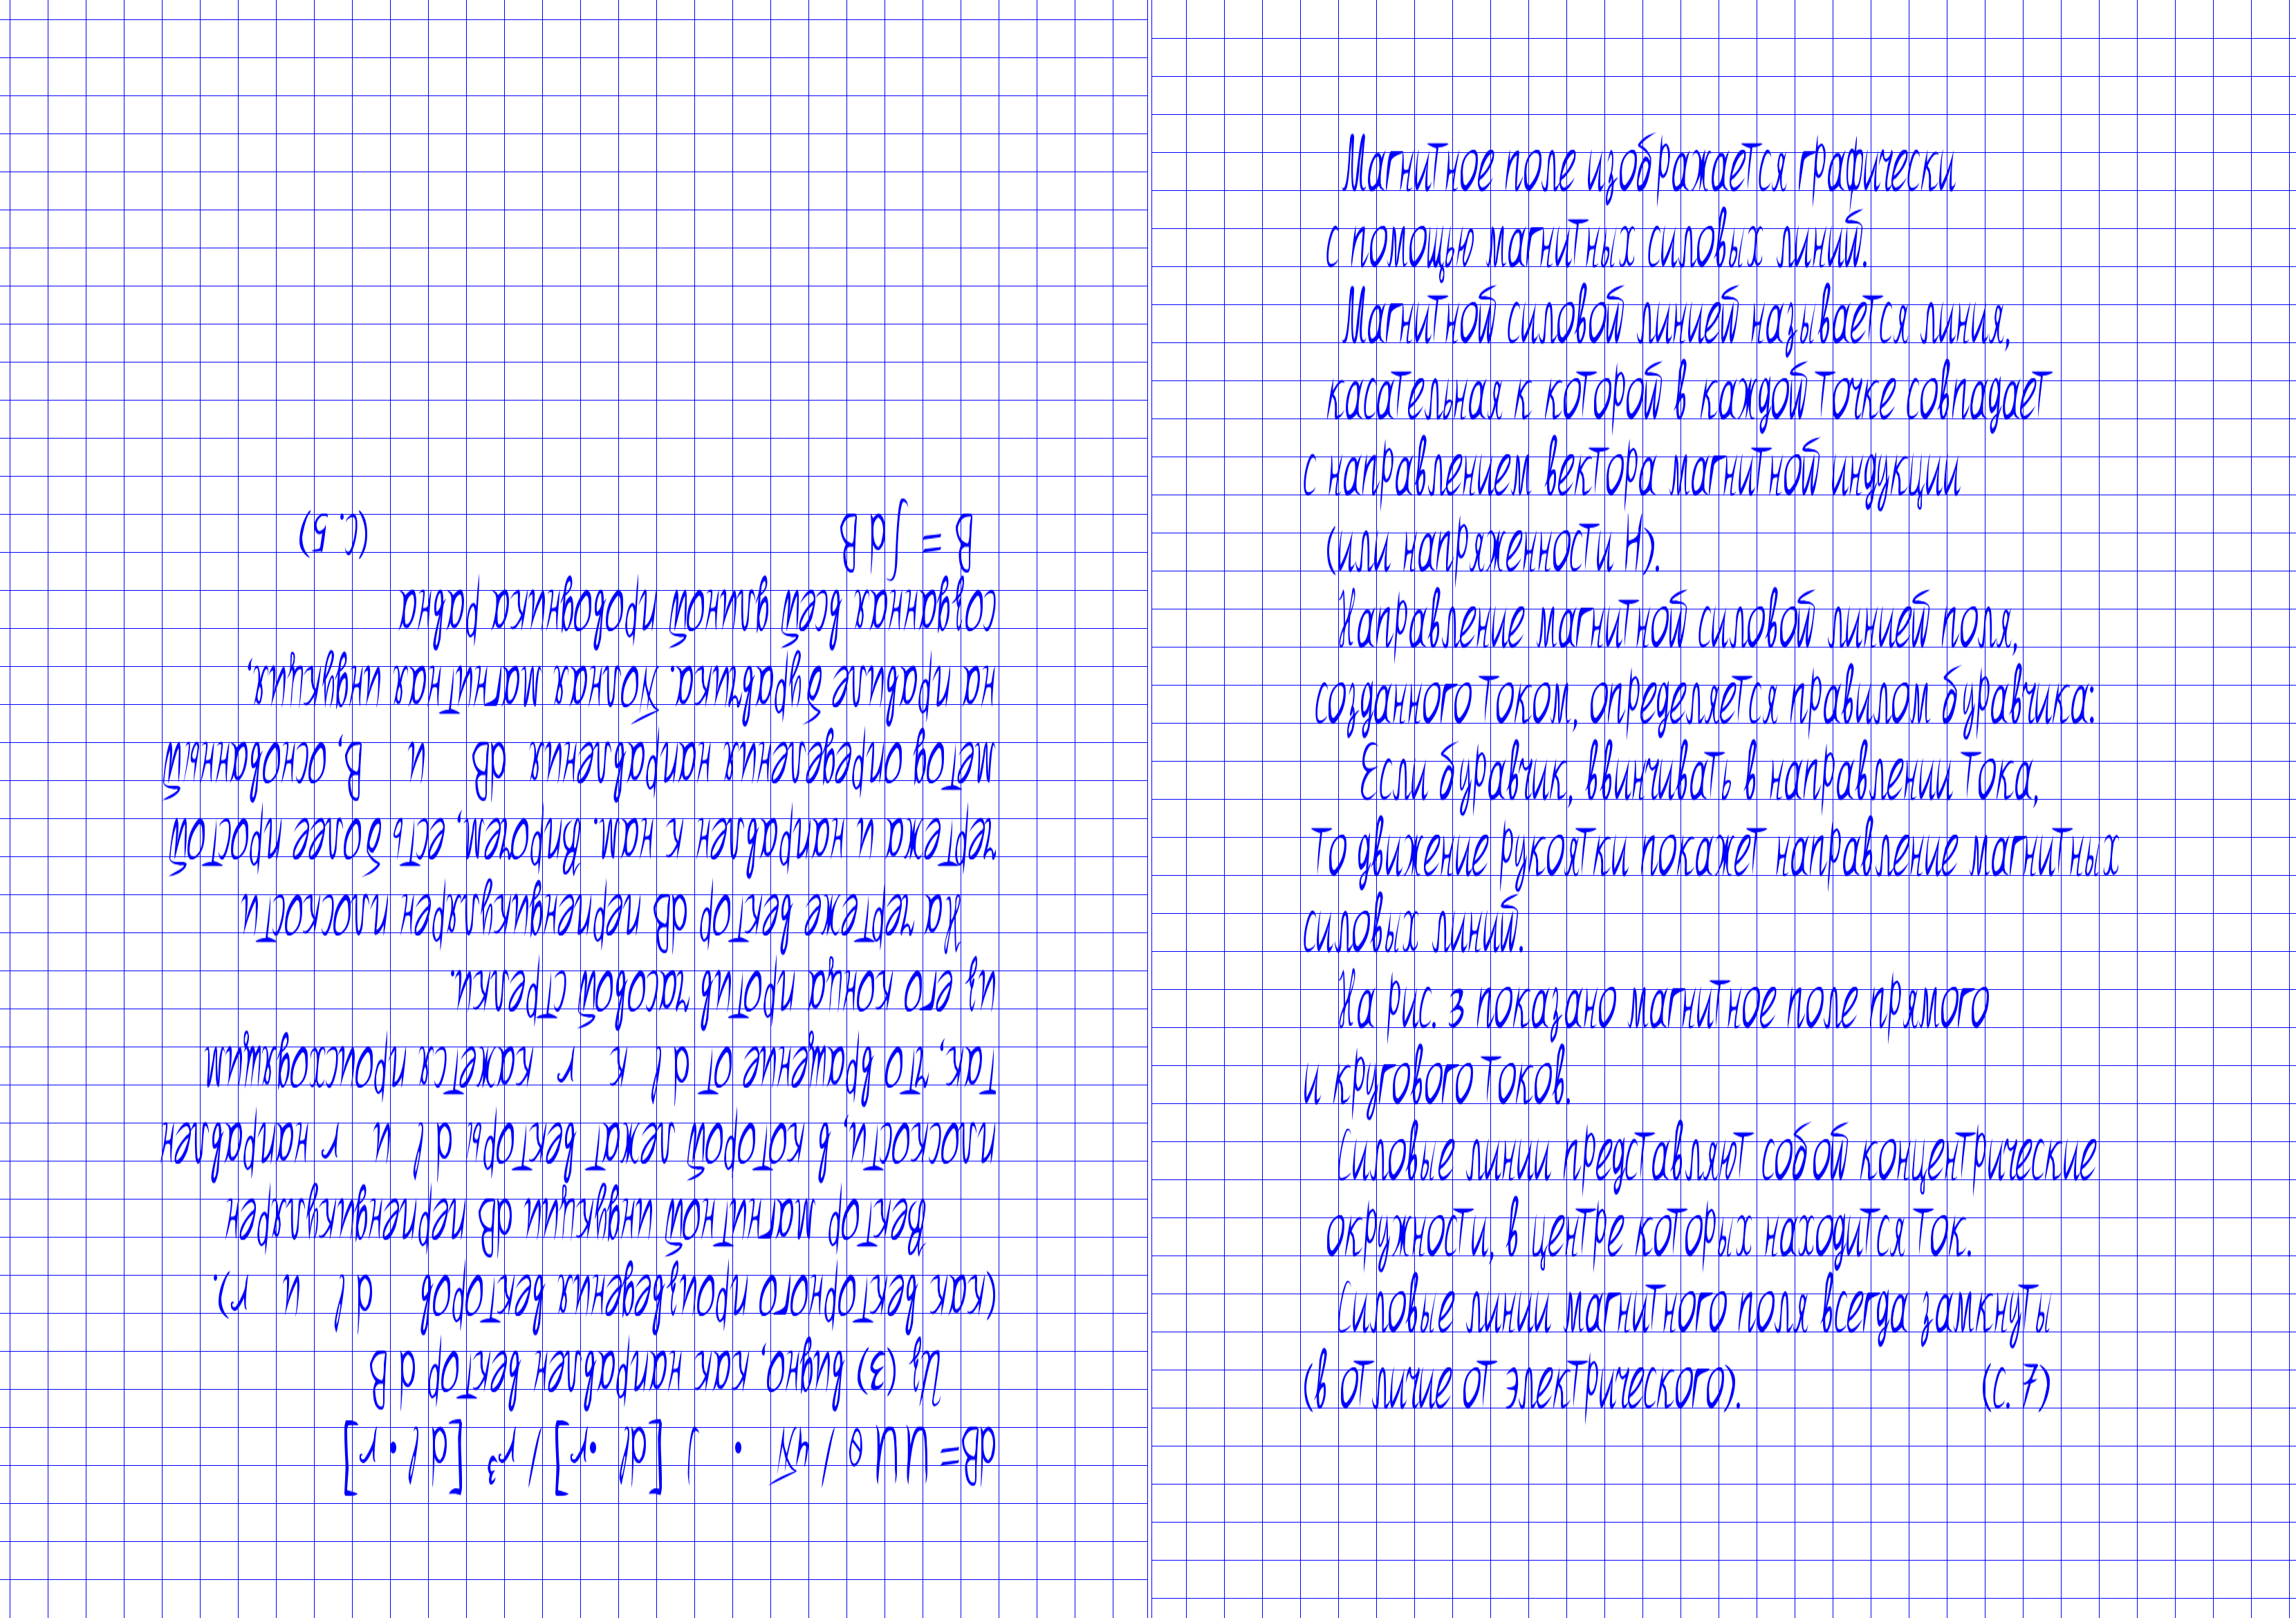 dB= μμ0 / 4π · J [dl ·r] / r³ [d l·r]
Из (3) видно, как направлен вектор d B
(как векторного произведения векторов d l и r).
Вектор магнитной индукции dB перпендикулярен
плоскости, в которой лежат векторы d l и r направлен
так, что вращение от d l к r кажется происходящим
из его конца против часовой стрелки.
На чертеже вектор dB перпендикулярен плоскости
чертежа и направлен к нам. Впрочем, есть более простой
метод определения направления dB и B, основанный
на правиле буравчика. Полная магнитная индукция,
созданная всей длиной проводника равна
B = ∫d B (с. 5)
Магнитное поле изображается графически
с помощью магнитных силовых линий.
Магнитной силовой линией называется линия,
касательная к которой в каждой точке совпадает
с направлением вектора магнитной индукции
(или напряженности H).
Направление магнитной силовой линией поля,
созданного током, определяется правилом буравчика:
Если буравчик, ввинчивать в направлении тока,
то движение рукоятки покажет направление магнитных
силовых линий.
На рис. 3 показано магнитное поле прямого
и кругового токов.
Силовые линии представляют собой концентрические
окружности, в центре которых находится ток.
Силовые линии магнитного поля всегда замкнуты
(в отличие от электрического). (с. 7)